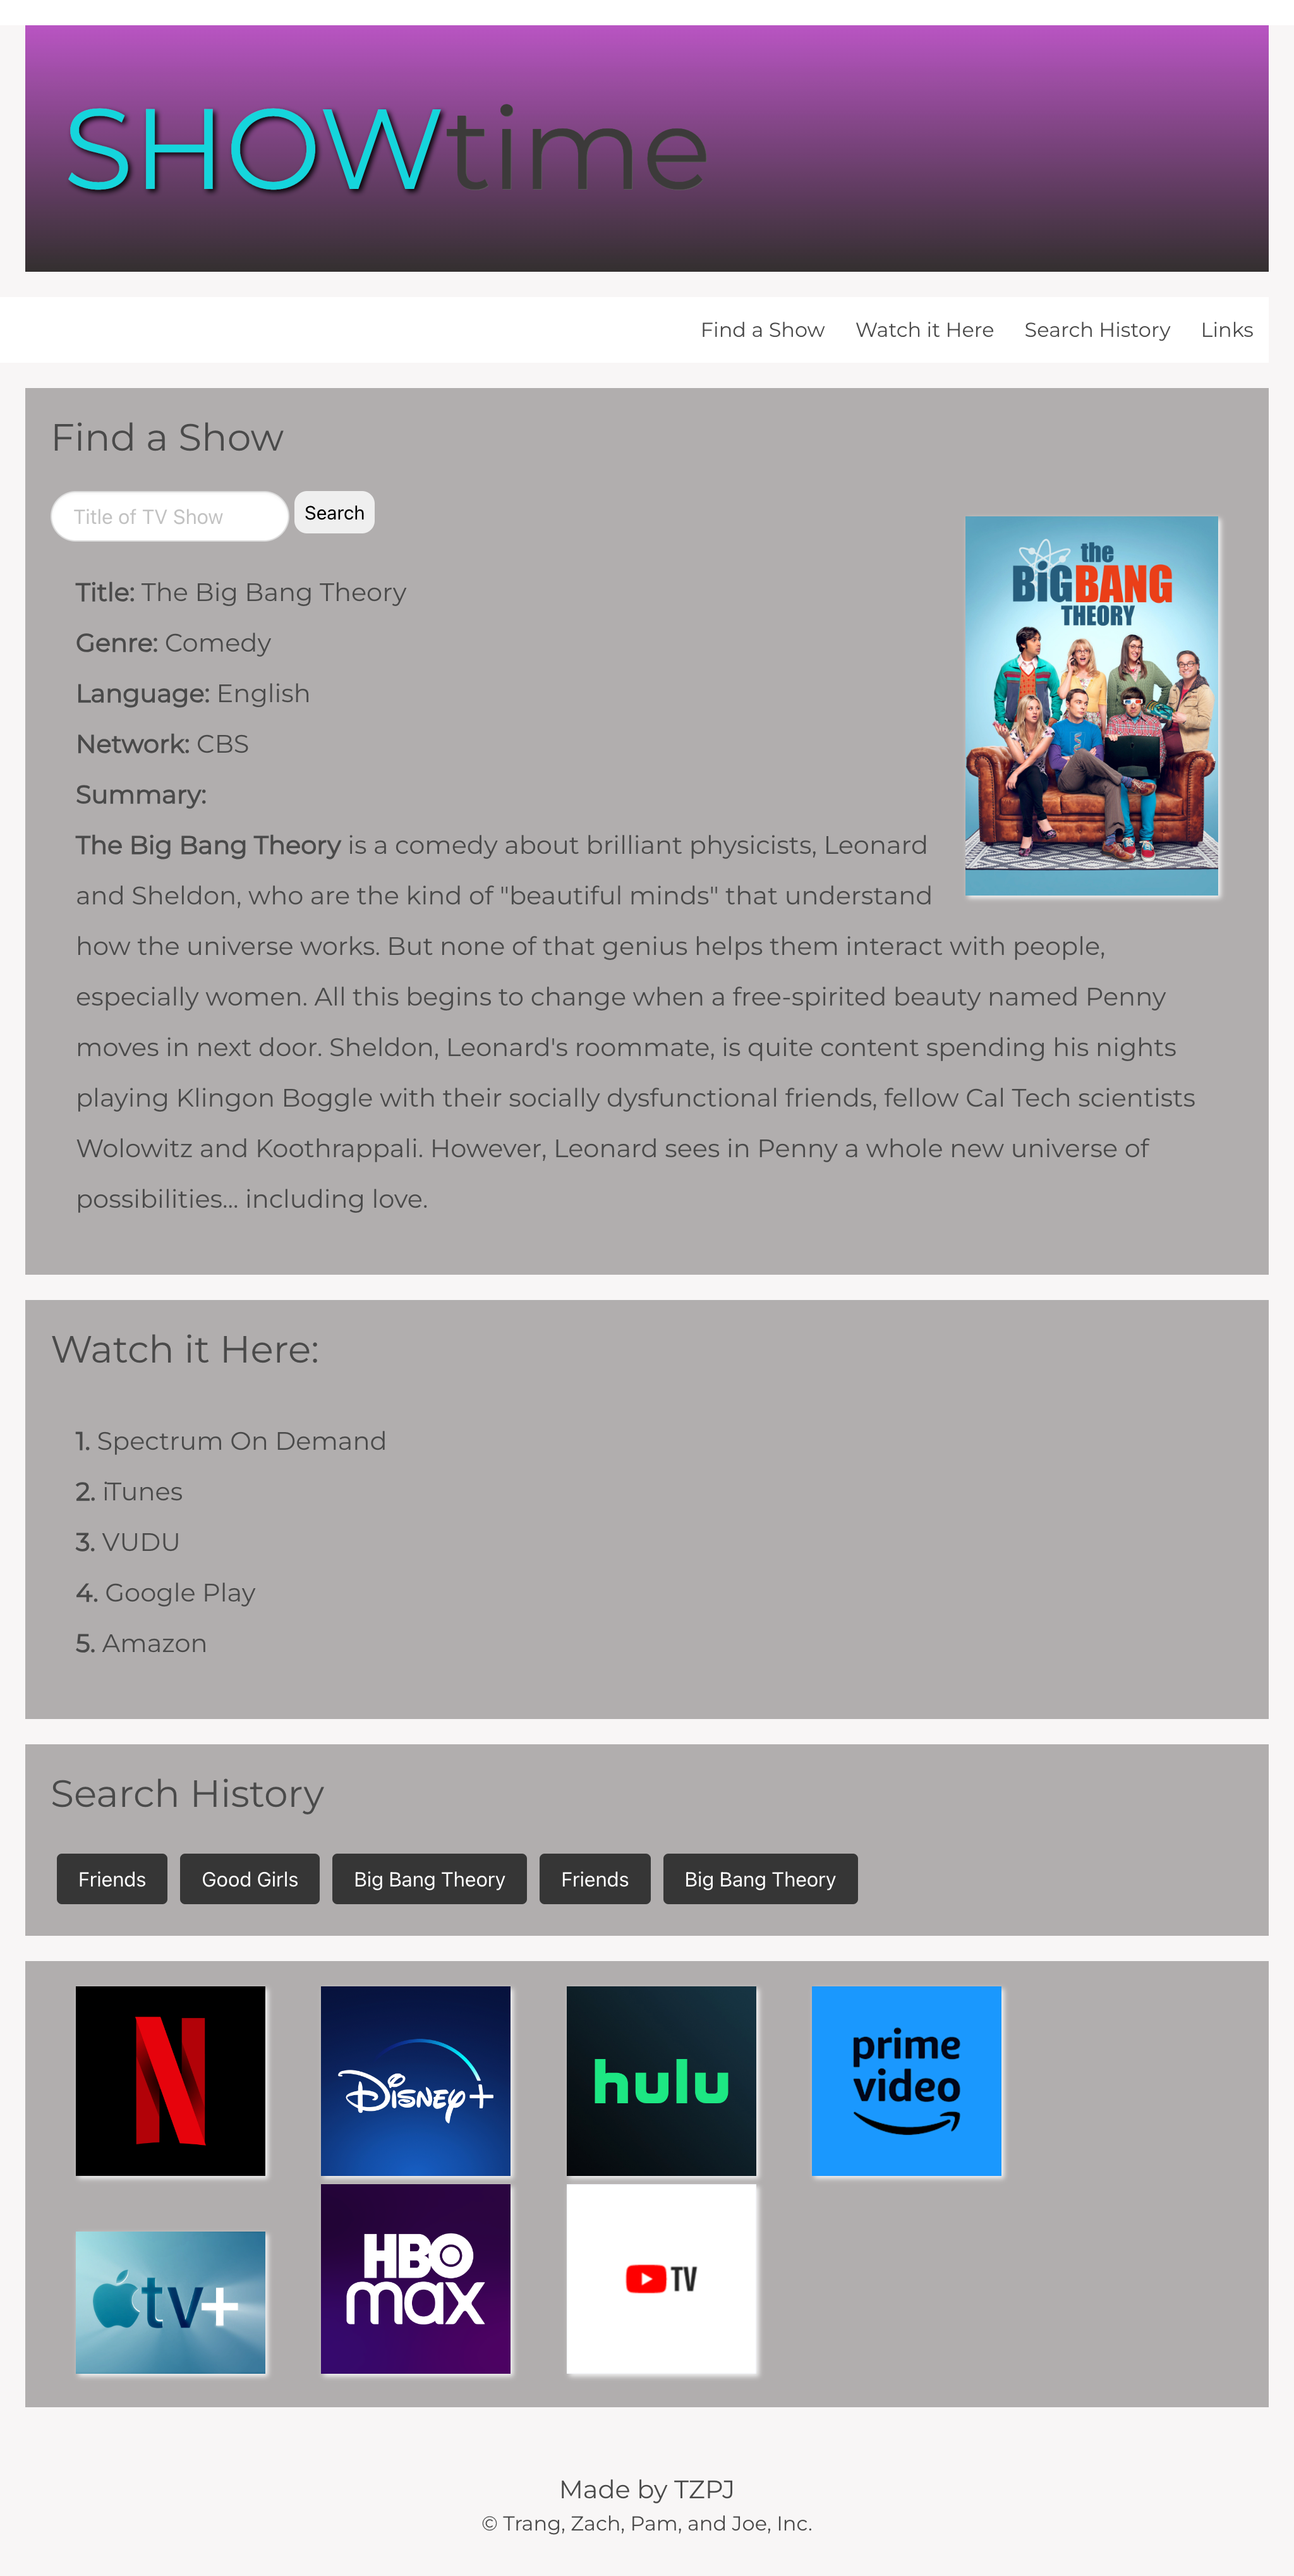 SHOWtime
Find a Show Watch it Here Search History Links
Find a Show
Title of TV Show Search
the
BIGBANG
THEORY
Title: The Big Bang Theory
Genre: Comedy
Language: English
Network: CBS
Summary:
The Big Bang Theory is a comedy about brilliant physicists, Leonard
and Sheldon, who are the kind of "beautiful minds" that understand
how the universe works. But none of that genius helps them interact with people,
especially women. All this begins to change when a free-spirited beauty named Penny
moves in next door. Sheldon, Leonard's roommate, is quite content spending his nights
playing Klingon Boggle with their socially dysfunctional friends, fellow Cal Tech scientists
Wolowitz and Koothrappali. However, Leonard sees in Penny a whole new universe of
possibilities... including love.
Watch it Here:
1. Spectrum On Demand
2. iTunes
3. VUDU
4. Google Play
5. Amazon
Search History
Friends Good Girls Big Bang Theory Friends Big Bang Theory
N
Disney+
hulu
prime
video
tv+
HBO
max
TV
Made by TZPJ
© Trang, Zach, Pam, and Joe, Inc.